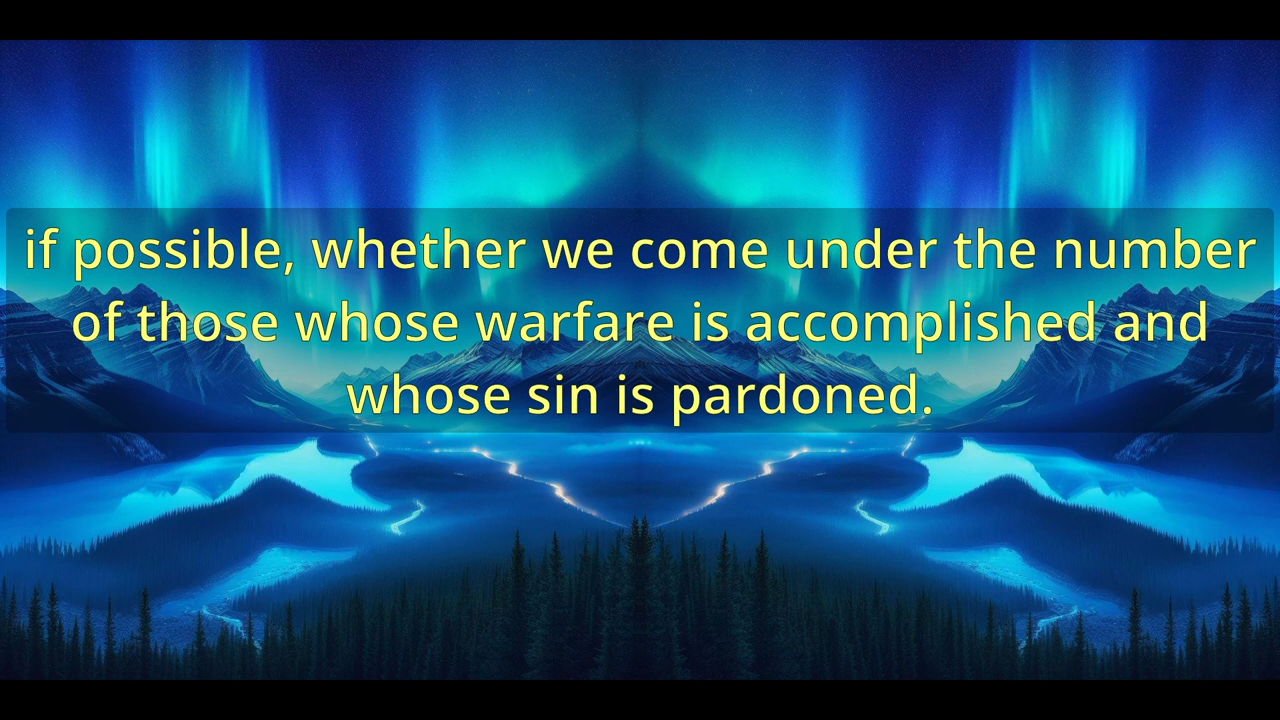 if possible, whether we come under the number
of those whose warfare is accomplished and
whose sin is pardoned.